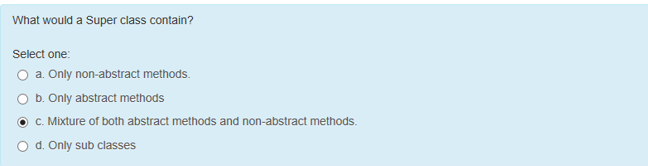 What would a Super class contain?
Select one:
a. Only non-abstract methods.
b. Only abstract methods
c. Mixture of both abstract methods and non-abstract methods.
d. Only sub classes